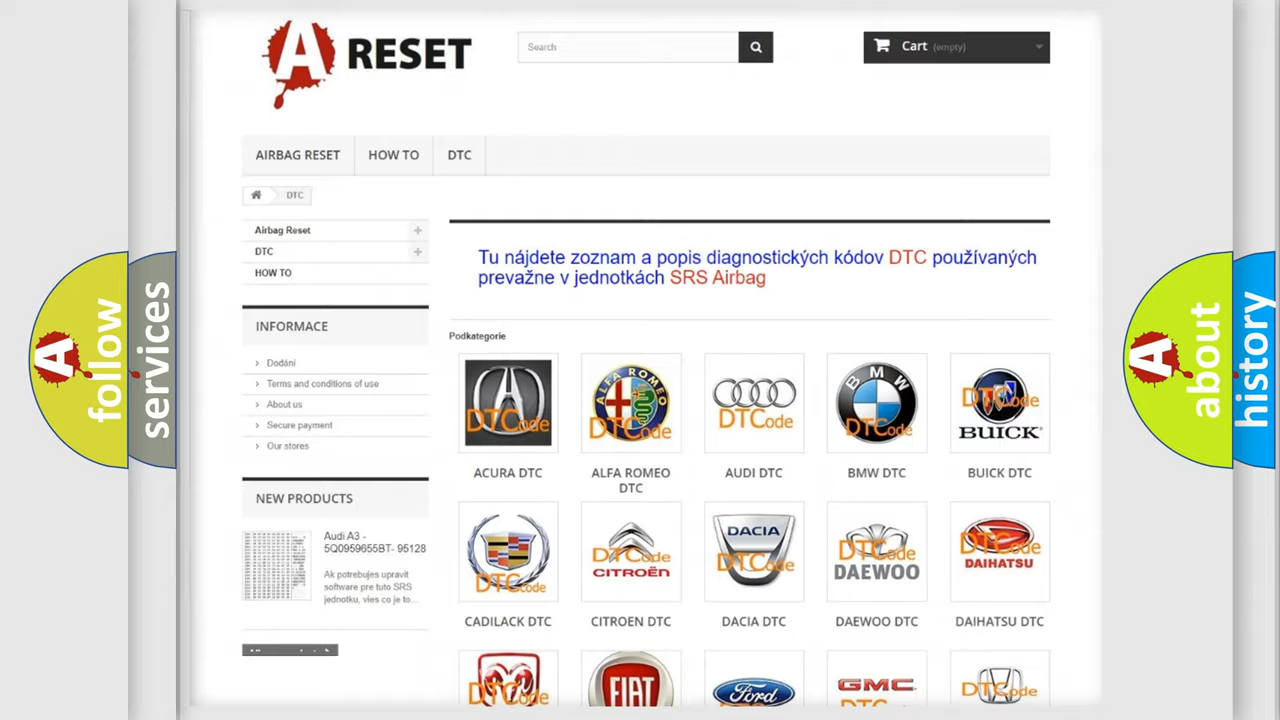 A RESET
Search
Cart (empty)
AIRBAG RESET
HOW TO
DTC
DTC
Airbag Reset
DTC
HOW TO
INFORMACE
Dodání
Terms and conditions of use
About us
Secure payment
Our stores
NEW PRODUCTS
Audi A3 -
5Q0959655BT- 95128
Ak potrebujes upravit
software pre tuto SRS
jednotku, vies co je to...
Tu nájdete zoznam a popis diagnostických kódov DTC používaných
prevažne v jednotkách SRS Airbag
Podkategorie
DTCode
ALFA ROMEO
DTCode
DTCode
BMW
DTCode
DTCode
BUICK
ACURA DTC
ALFA ROMEO
DTC
AUDI DTC
BMW DTC
BUICK DTC
DTCode
DTCode
CITROËN
DACIA
DTCode
DTCode
DAEWOO
DTCode
DAIHATSU
CADILACK DTC
CITROEN DTC
DACIA DTC
DAEWOO DTC
DAIHATSU DTC
DTCode
FIAT
Ford
GMC
DTCode
A follow
services
A about
history